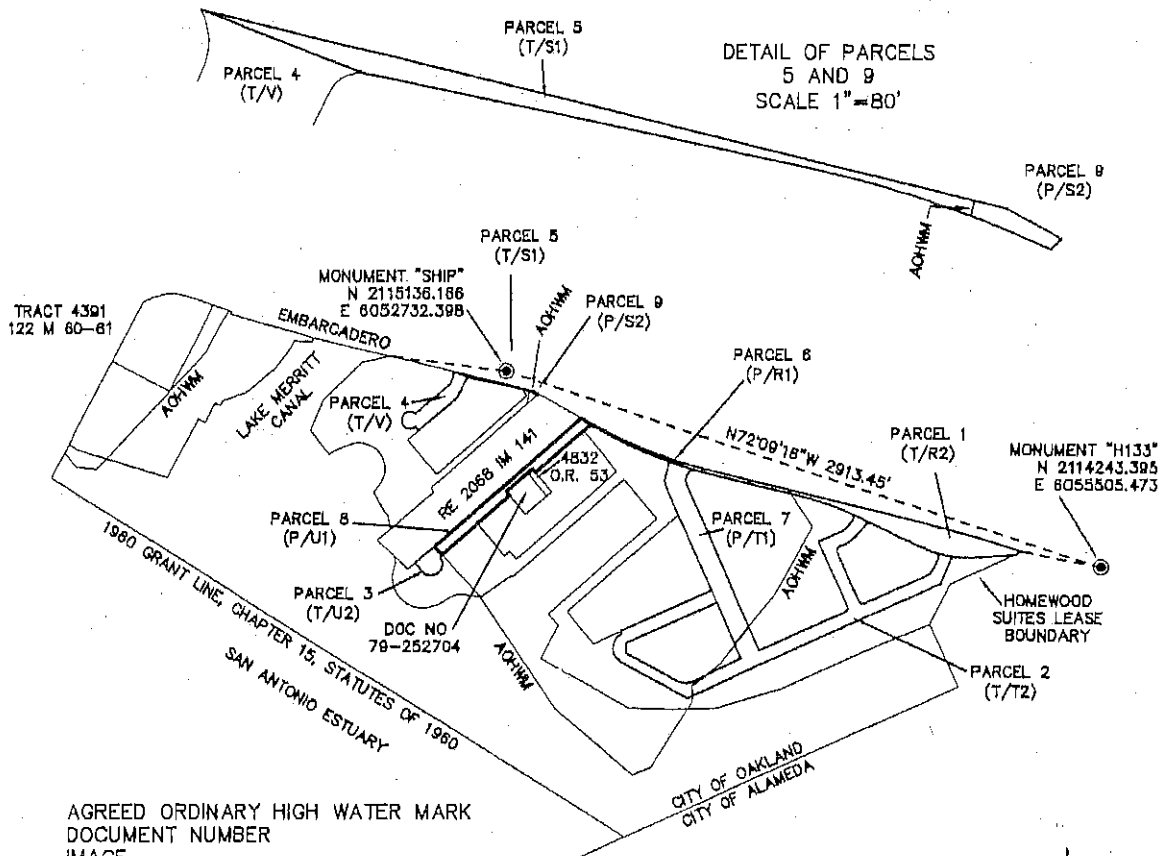 PARCEL 5
(T/S1)
DETAIL OF PARCELS
5 AND 9
SCALE 1"=80'
PARCEL 4
(T/V)
PARCEL 9
(P/S2)
AOHWM
PARCEL 5
(T/S1)
MONUMENT "SHIP"
N 2115136.166
E 6052732.398
TRACT 4391
122 M 60-61
EMBARCADERO
AOHWM
PARCEL 9
(P/S2)
PARCEL 6
(P/R1)
AOHWM
LAKE MERRITT
CANAL
PARCEL 4
(T/V)
N72°09'18"W 2913.45'
PARCEL 1
(T/R2)
MONUMENT "H133"
N 2114243.395
E 6055505.473
RE 2068 IM 141
4832
O.R. 53
PARCEL 8
(P/U1)
PARCEL 7
(P/T1)
AOHWM
PARCEL 3
(T/U2)
DOC NO
79-252704
HOMEWOOD
SUITES LEASE
BOUNDARY
1960 GRANT LINE, CHAPTER 15, STATUTES OF 1960
SAN ANTONIO ESTUARY
AOHWM
PARCEL 2
(T/T2)
CITY OF OAKLAND
CITY OF ALAMEDA
AGREED ORDINARY HIGH WATER MARK
DOCUMENT NUMBER
IMAGE